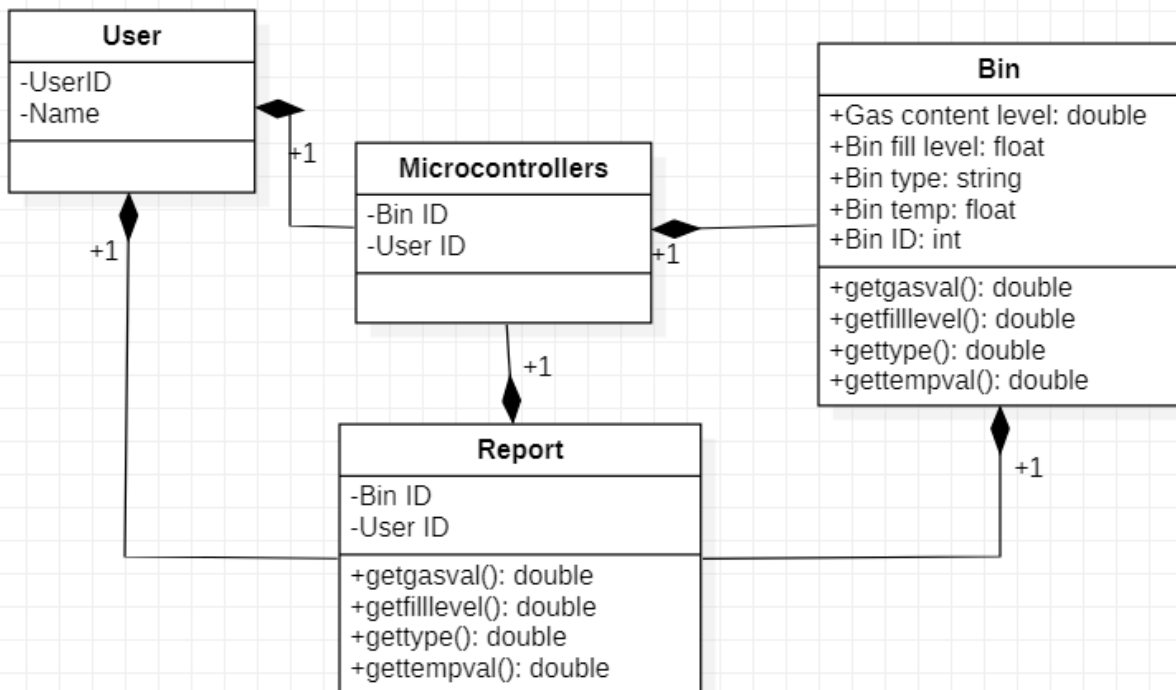 User
-UserID
-Name
+1
+1
Microcontrollers
-Bin ID
-User ID
+1
+1
Bin
+Gas content level: double
+Bin fill level: float
+Bin type: string
+Bin temp: float
+Bin ID: int
+getgasval(): double
+getfilllevel(): double
+gettype(): double
+gettempval(): double
+1
Report
-Bin ID
-User ID
+getgasval(): double
+getfilllevel(): double
+gettype(): double
+gettempval(): double